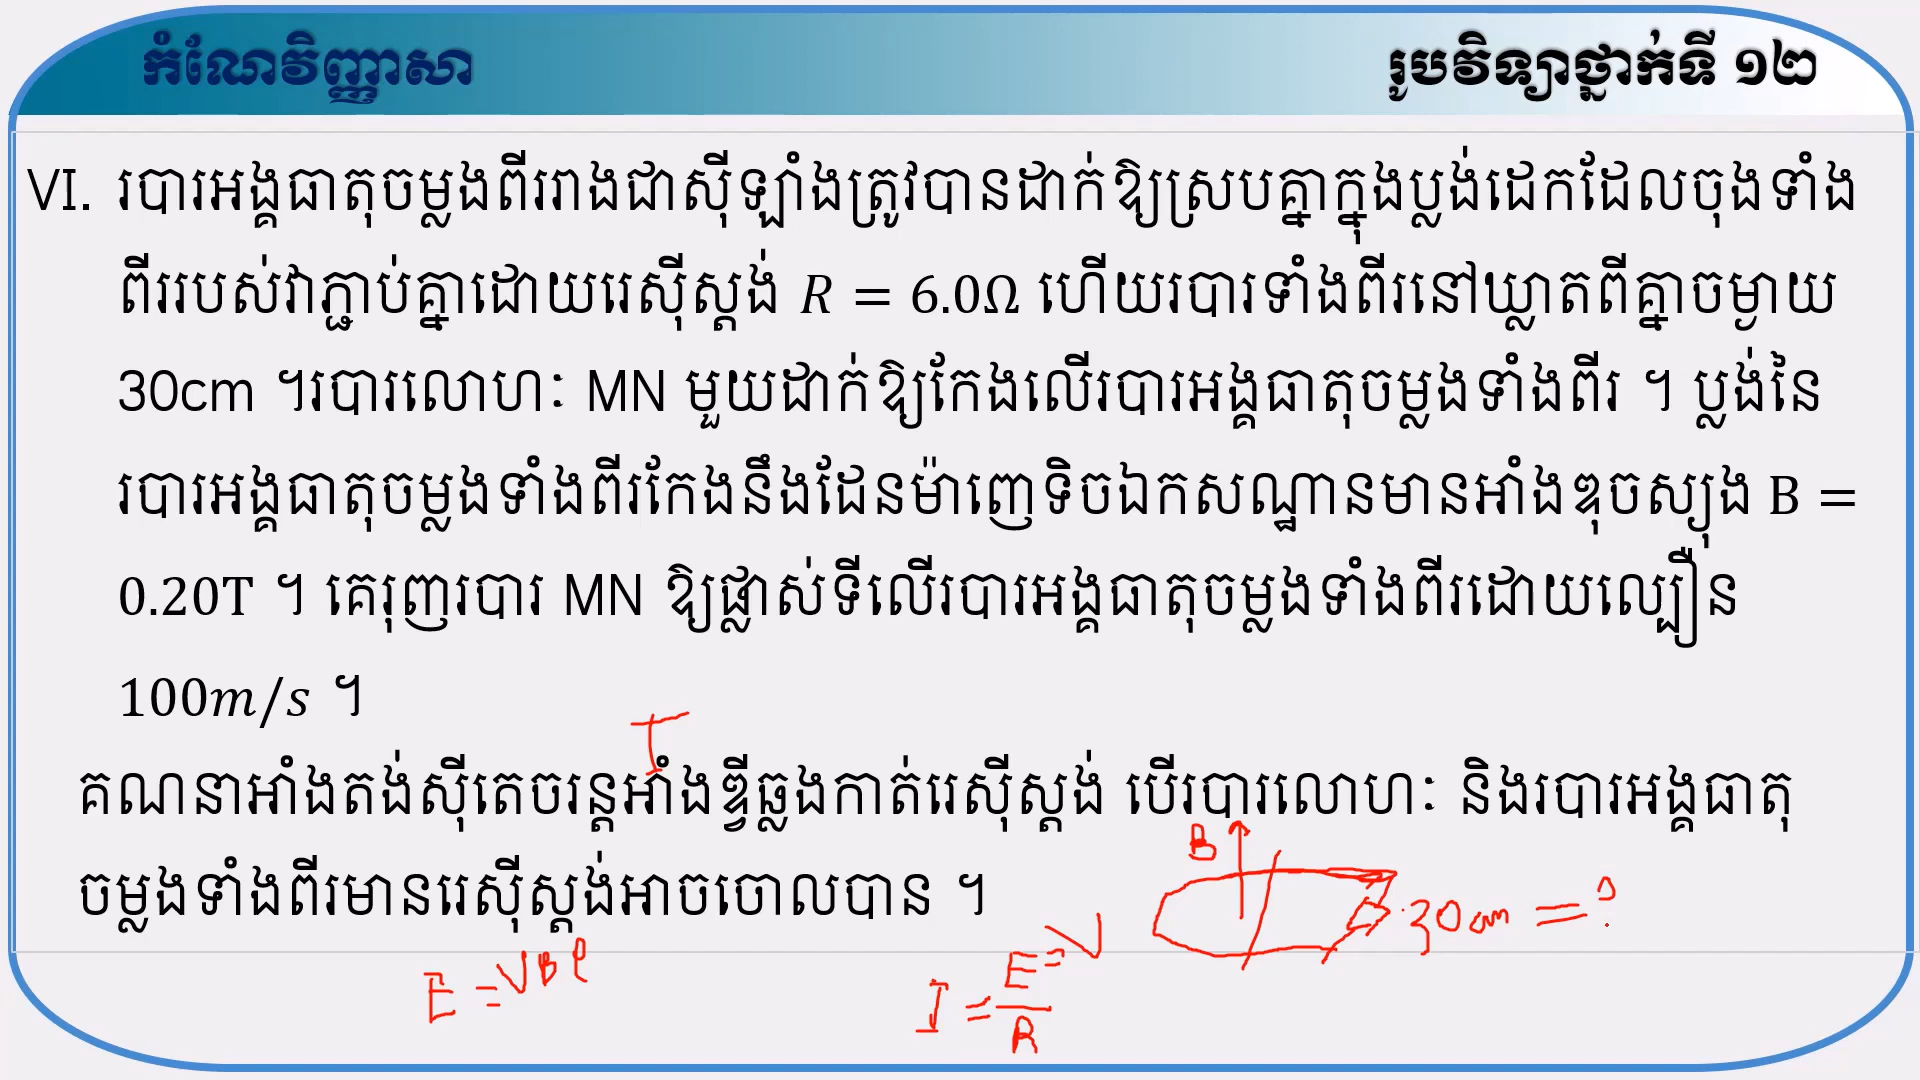 កំណែវិញ្ញាសា
រូបវិទ្យាថ្នាក់ទី ១២
VI. របារអង្គធាតុចម្លងពីររាងជាស៊ីឡាំងត្រូវបានដាក់ឱ្យស្របគ្នាក្នុងប្លង់ដេកដែលចុងទាំង
ពីររបស់វាភ្ជាប់គ្នាដោយរេស៊ីស្តង់ R = 6.0Ω ហើយរបារទាំងពីរនៅឃ្លាតពីគ្នាចម្ងាយ
30cm ។របារលោហៈ MN មួយដាក់ឱ្យកែងលើរបារអង្គធាតុចម្លងទាំងពីរ ។ ប្លង់នៃ
របារអង្គធាតុចម្លងទាំងពីរកែងនឹងដែនម៉ាញេទិចឯកសណ្ឋានមានអាំងឌុចស្យុង B =
0.20T ។ គេរុញរបារ MN ឱ្យផ្លាស់ទីលើរបារអង្គធាតុចម្លងទាំងពីរដោយល្បឿន
100m/s ។
I
គណនាអាំងតង់ស៊ីតេចរន្តអាំងឌ្វីឆ្លងកាត់រេស៊ីស្តង់ បើរបារលោហៈ និងរបារអង្គធាតុ
ចម្លងទាំងពីរមានរេស៊ីស្តង់អាចចោលបាន ។
B
30cm = ?
E = VBl
I = E = V
R